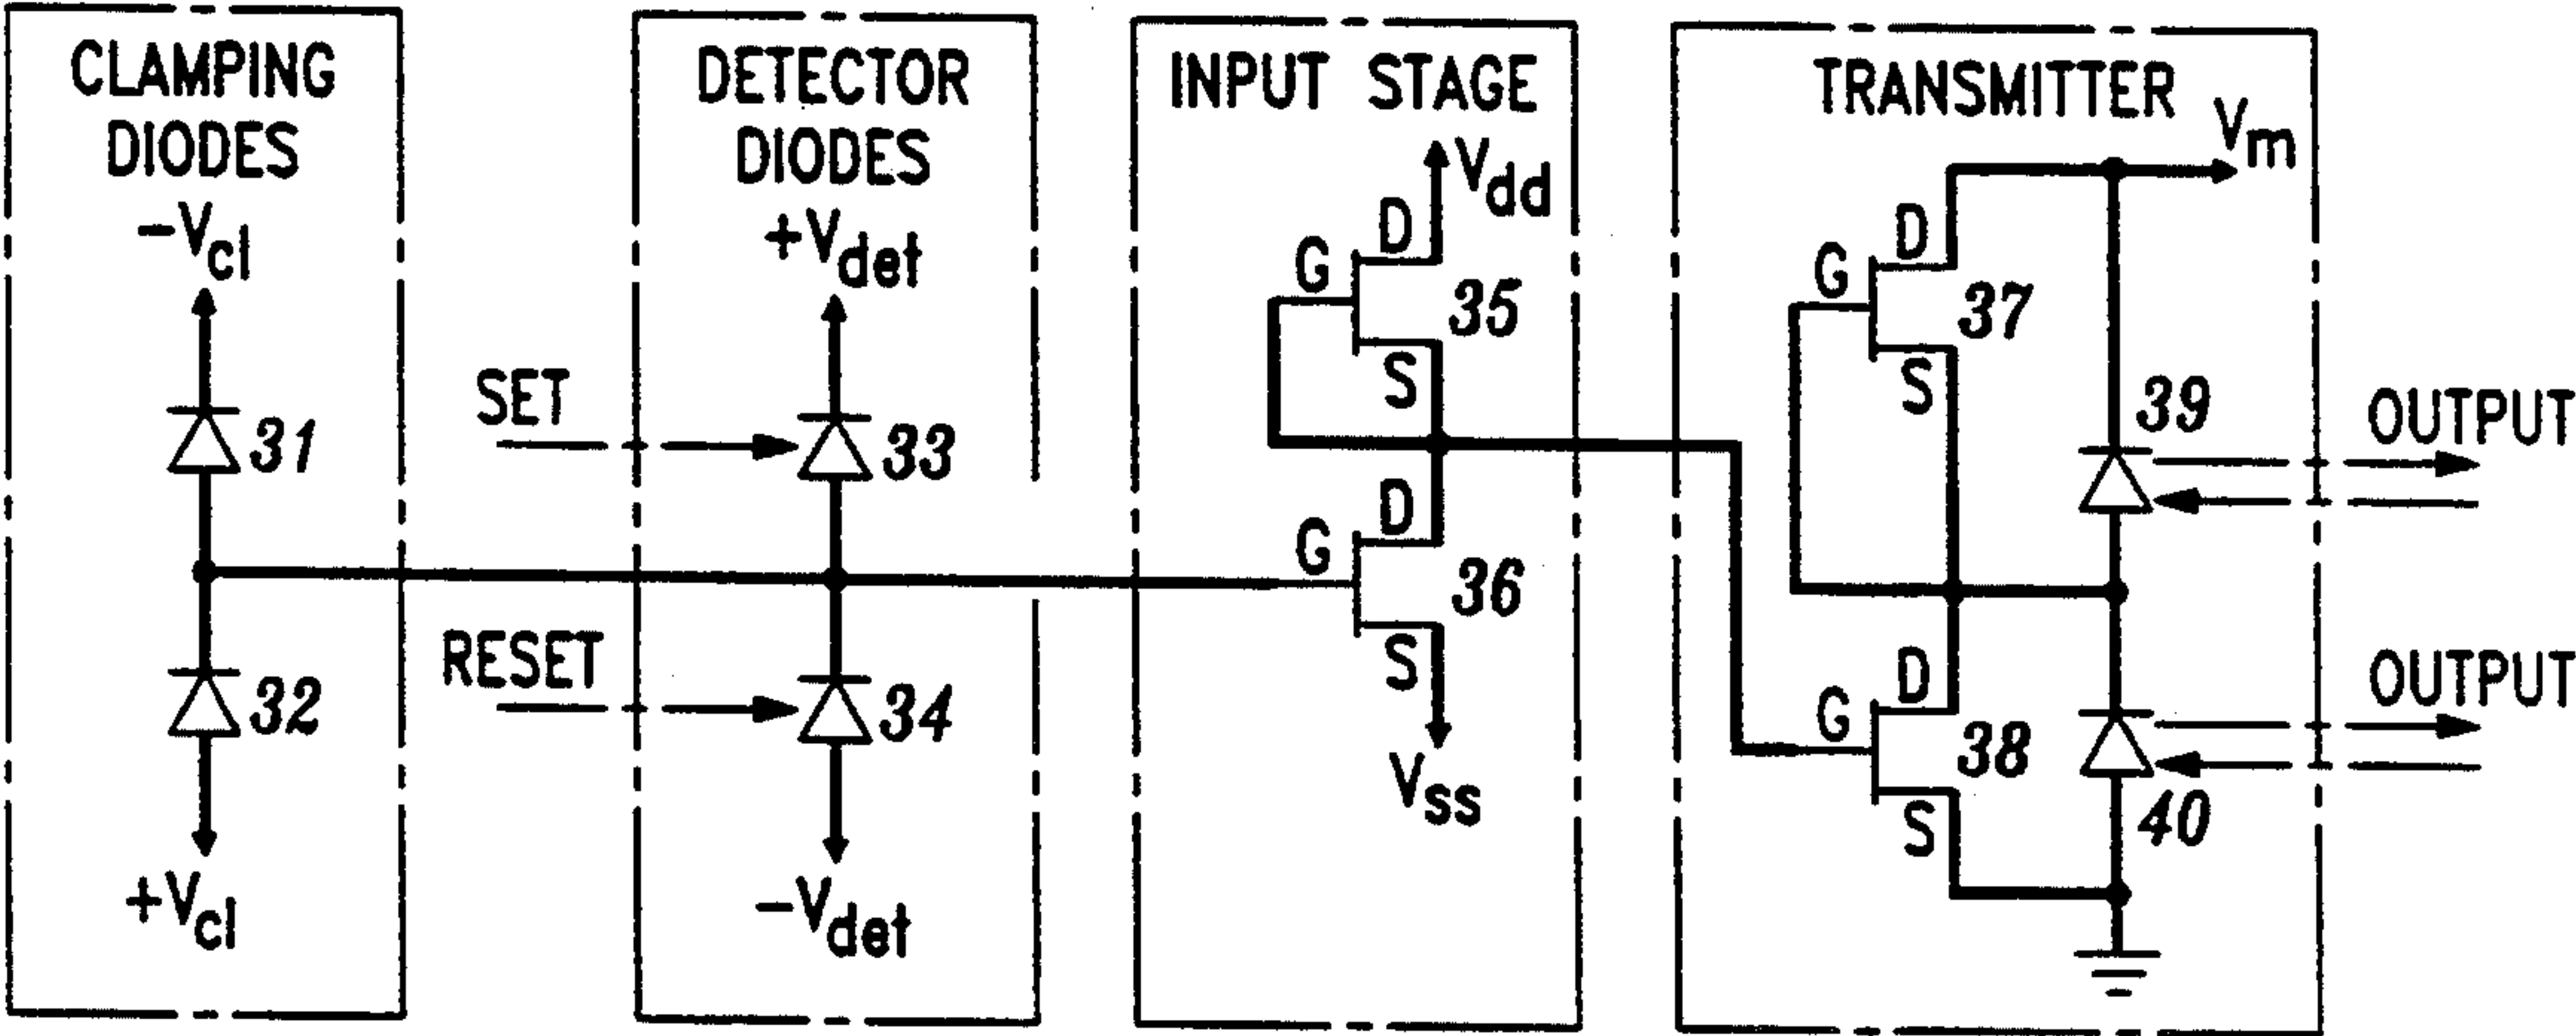 CLAMPING
DIODES
-Vcl
31
32
+Vcl
SET
RESET
DETECTOR
DIODES
+Vdet
33
34
-Vdet
INPUT STAGE
Vdd
D
G
35
S
D
G
36
S
Vss
TRANSMITTER
Vm
D
G
37
S
39
D
G
38
S
40
OUTPUT
OUTPUT